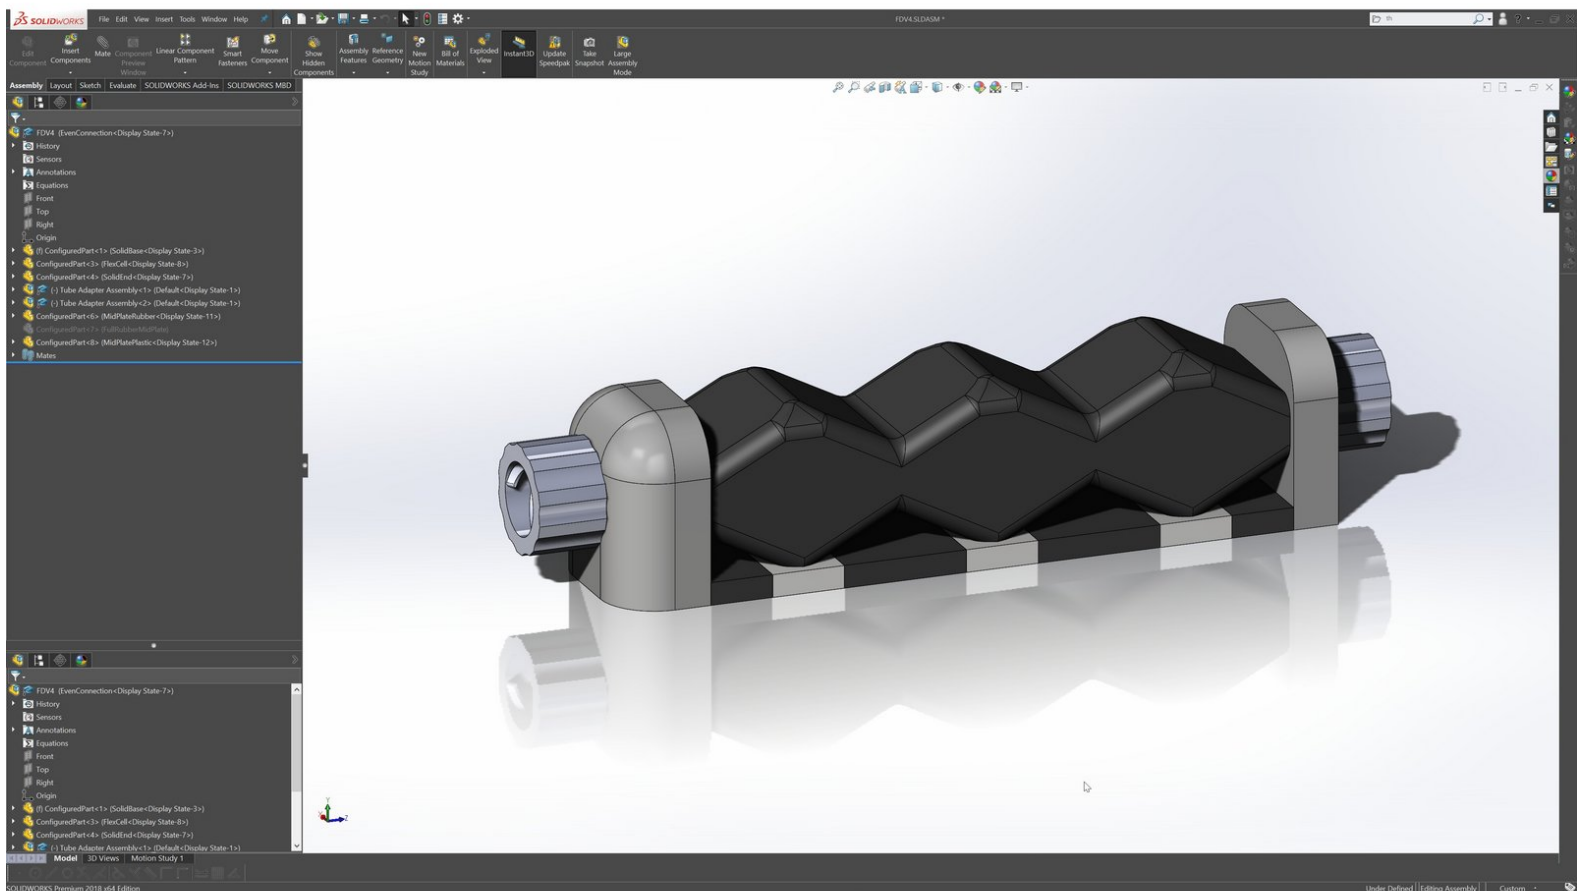 SOLIDWORKS File Edit View Insert Tools Window Help FDV4.SLDASM *
Edit Component Insert Components Mate Component Preview Window Linear Component Pattern Smart Fasteners Move Component Show Hidden Components Assembly Features Reference Geometry New Motion Study Bill of Materials Exploded View Instant3D Update Speedpak Take Snapshot Large Assembly Mode
Assembly Layout Sketch Evaluate SOLIDWORKS Add-Ins SOLIDWORKS MBD
FDV4 (EvenConnection<Display State-7>)
History
Sensors
Annotations
Equations
Front
Top
Right
Origin
(f) ConfiguredPart<1> (SolidBase<Display State-3>)
ConfiguredPart<3> (FlexCell<Display State-8>)
ConfiguredPart<4> (SolidEnd<Display State-7>)
(-) Tube Adapter Assembly<1> (Default<Display State-1>)
(-) Tube Adapter Assembly<2> (Default<Display State-1>)
ConfiguredPart<6> (MidPlateRubber<Display State-11>)
ConfiguredPart<7> (FullRubberMidPlate)
ConfiguredPart<8> (MidPlatePlastic<Display State-12>)
Mates
FDV4 (EvenConnection<Display State-7>)
History
Sensors
Annotations
Equations
Front
Top
Right
Origin
(f) ConfiguredPart<1> (SolidBase<Display State-3>)
ConfiguredPart<3> (FlexCell<Display State-8>)
ConfiguredPart<4> (SolidEnd<Display State-7>)
(-) Tube Adapter Assembly<1> (Default<Display State-1>)
Y
Z
Model 3D Views Motion Study 1
SOLIDWORKS Premium 2018 x64 Edition Under Defined Editing Assembly Custom